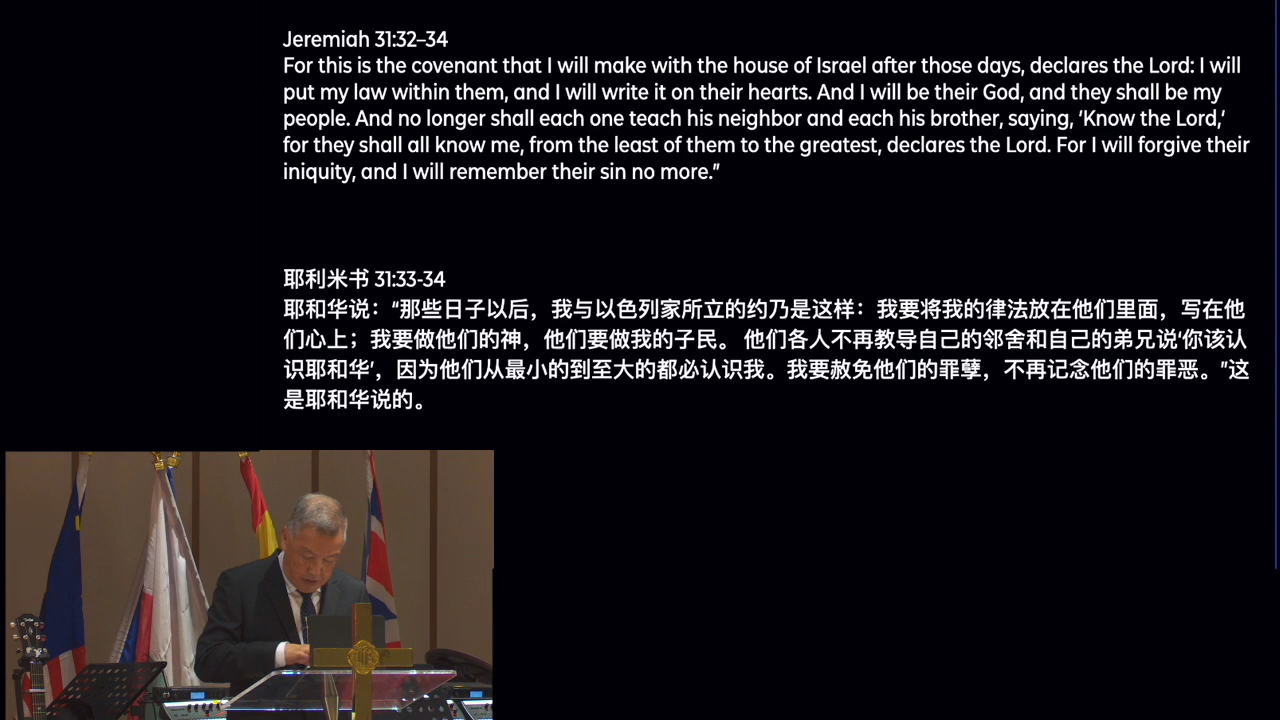 Jeremiah 31:32–34
For this is the covenant that I will make with the house of Israel after those days, declares the Lord: I will
put my law within them, and I will write it on their hearts. And I will be their God, and they shall be my
people. And no longer shall each one teach his neighbor and each his brother, saying, ‘Know the Lord,’
for they shall all know me, from the least of them to the greatest, declares the Lord. For I will forgive their
iniquity, and I will remember their sin no more.”
耶利米书 31:33-34
耶和华说：“那些日子以后，我与以色列家所立的约乃是这样：我要将我的律法放在他们里面，写在他
们心上；我要做他们的神，他们要做我的子民。 他们各人不再教导自己的邻舍和自己的弟兄说‘你该认
识耶和华’，因为他们从最小的到至大的都必认识我。我要赦免他们的罪孽，不再记念他们的罪恶。”这
是耶和华说的。